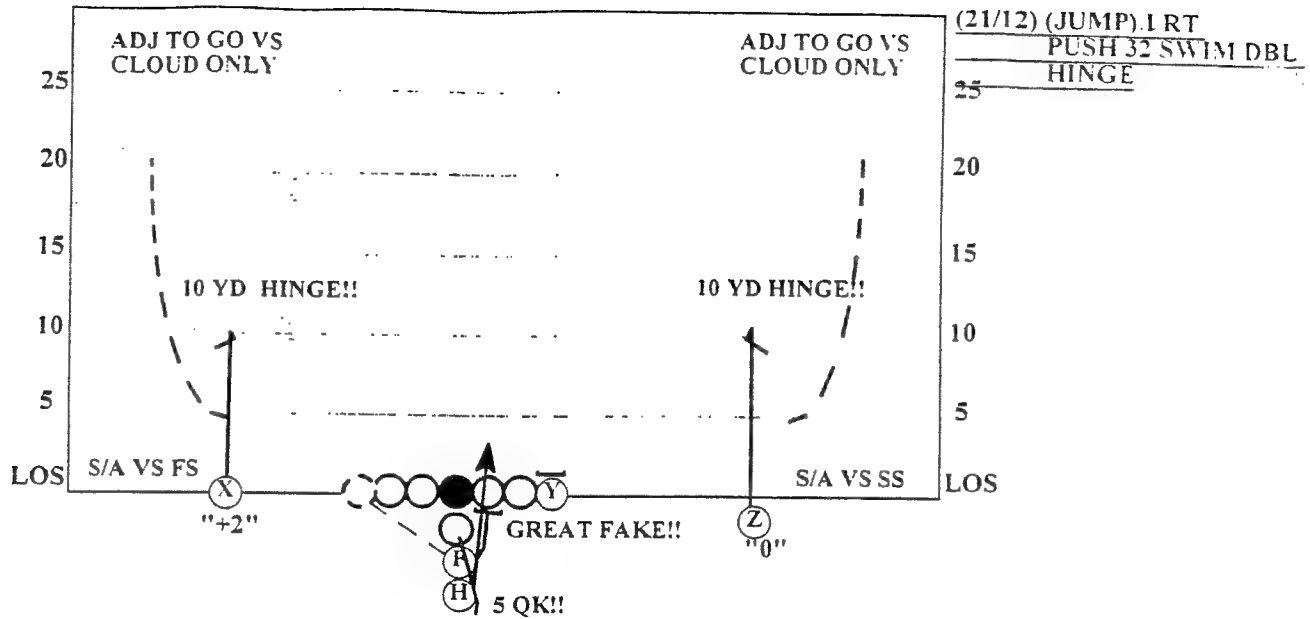 (21/12) (JUMP) I RT
PUSH 32 SWIM DBL
HINGE
ADJ TO GO VS
CLOUD ONLY
ADJ TO GO VS
CLOUD ONLY
25
25
20
20
15
15
10 YD HINGE!!
10 YD HINGE!!
10
10
5
5
LOS
S/A VS FS
S/A VS SS
LOS
X
Y
"+2"
GREAT FAKE!!
Z
"0"
F
H
5 QK!!